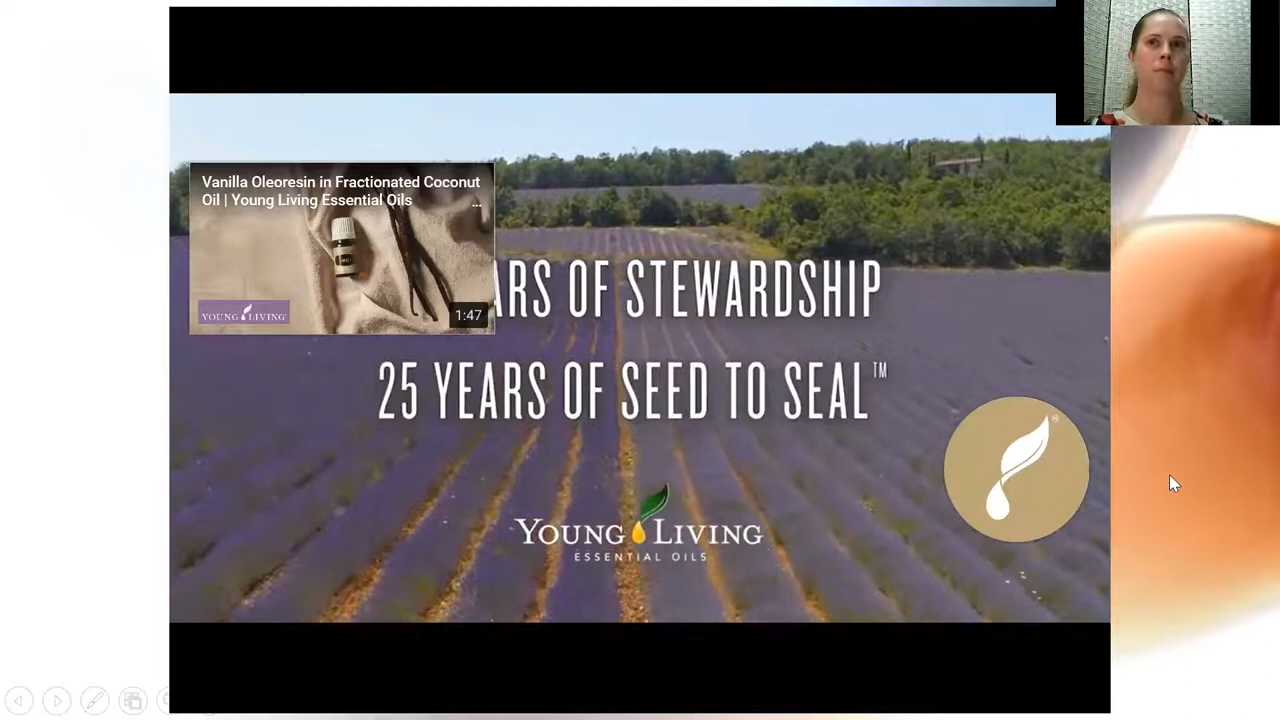 Vanilla Oleoresin in Fractionated Coconut
Oil | Young Living Essential Oils
...
YOUNG LIVING
1:47
ARS OF STEWARDSHIP
25 YEARS OF SEED TO SEAL™
®
YOUNG LIVING
ESSENTIAL OILS